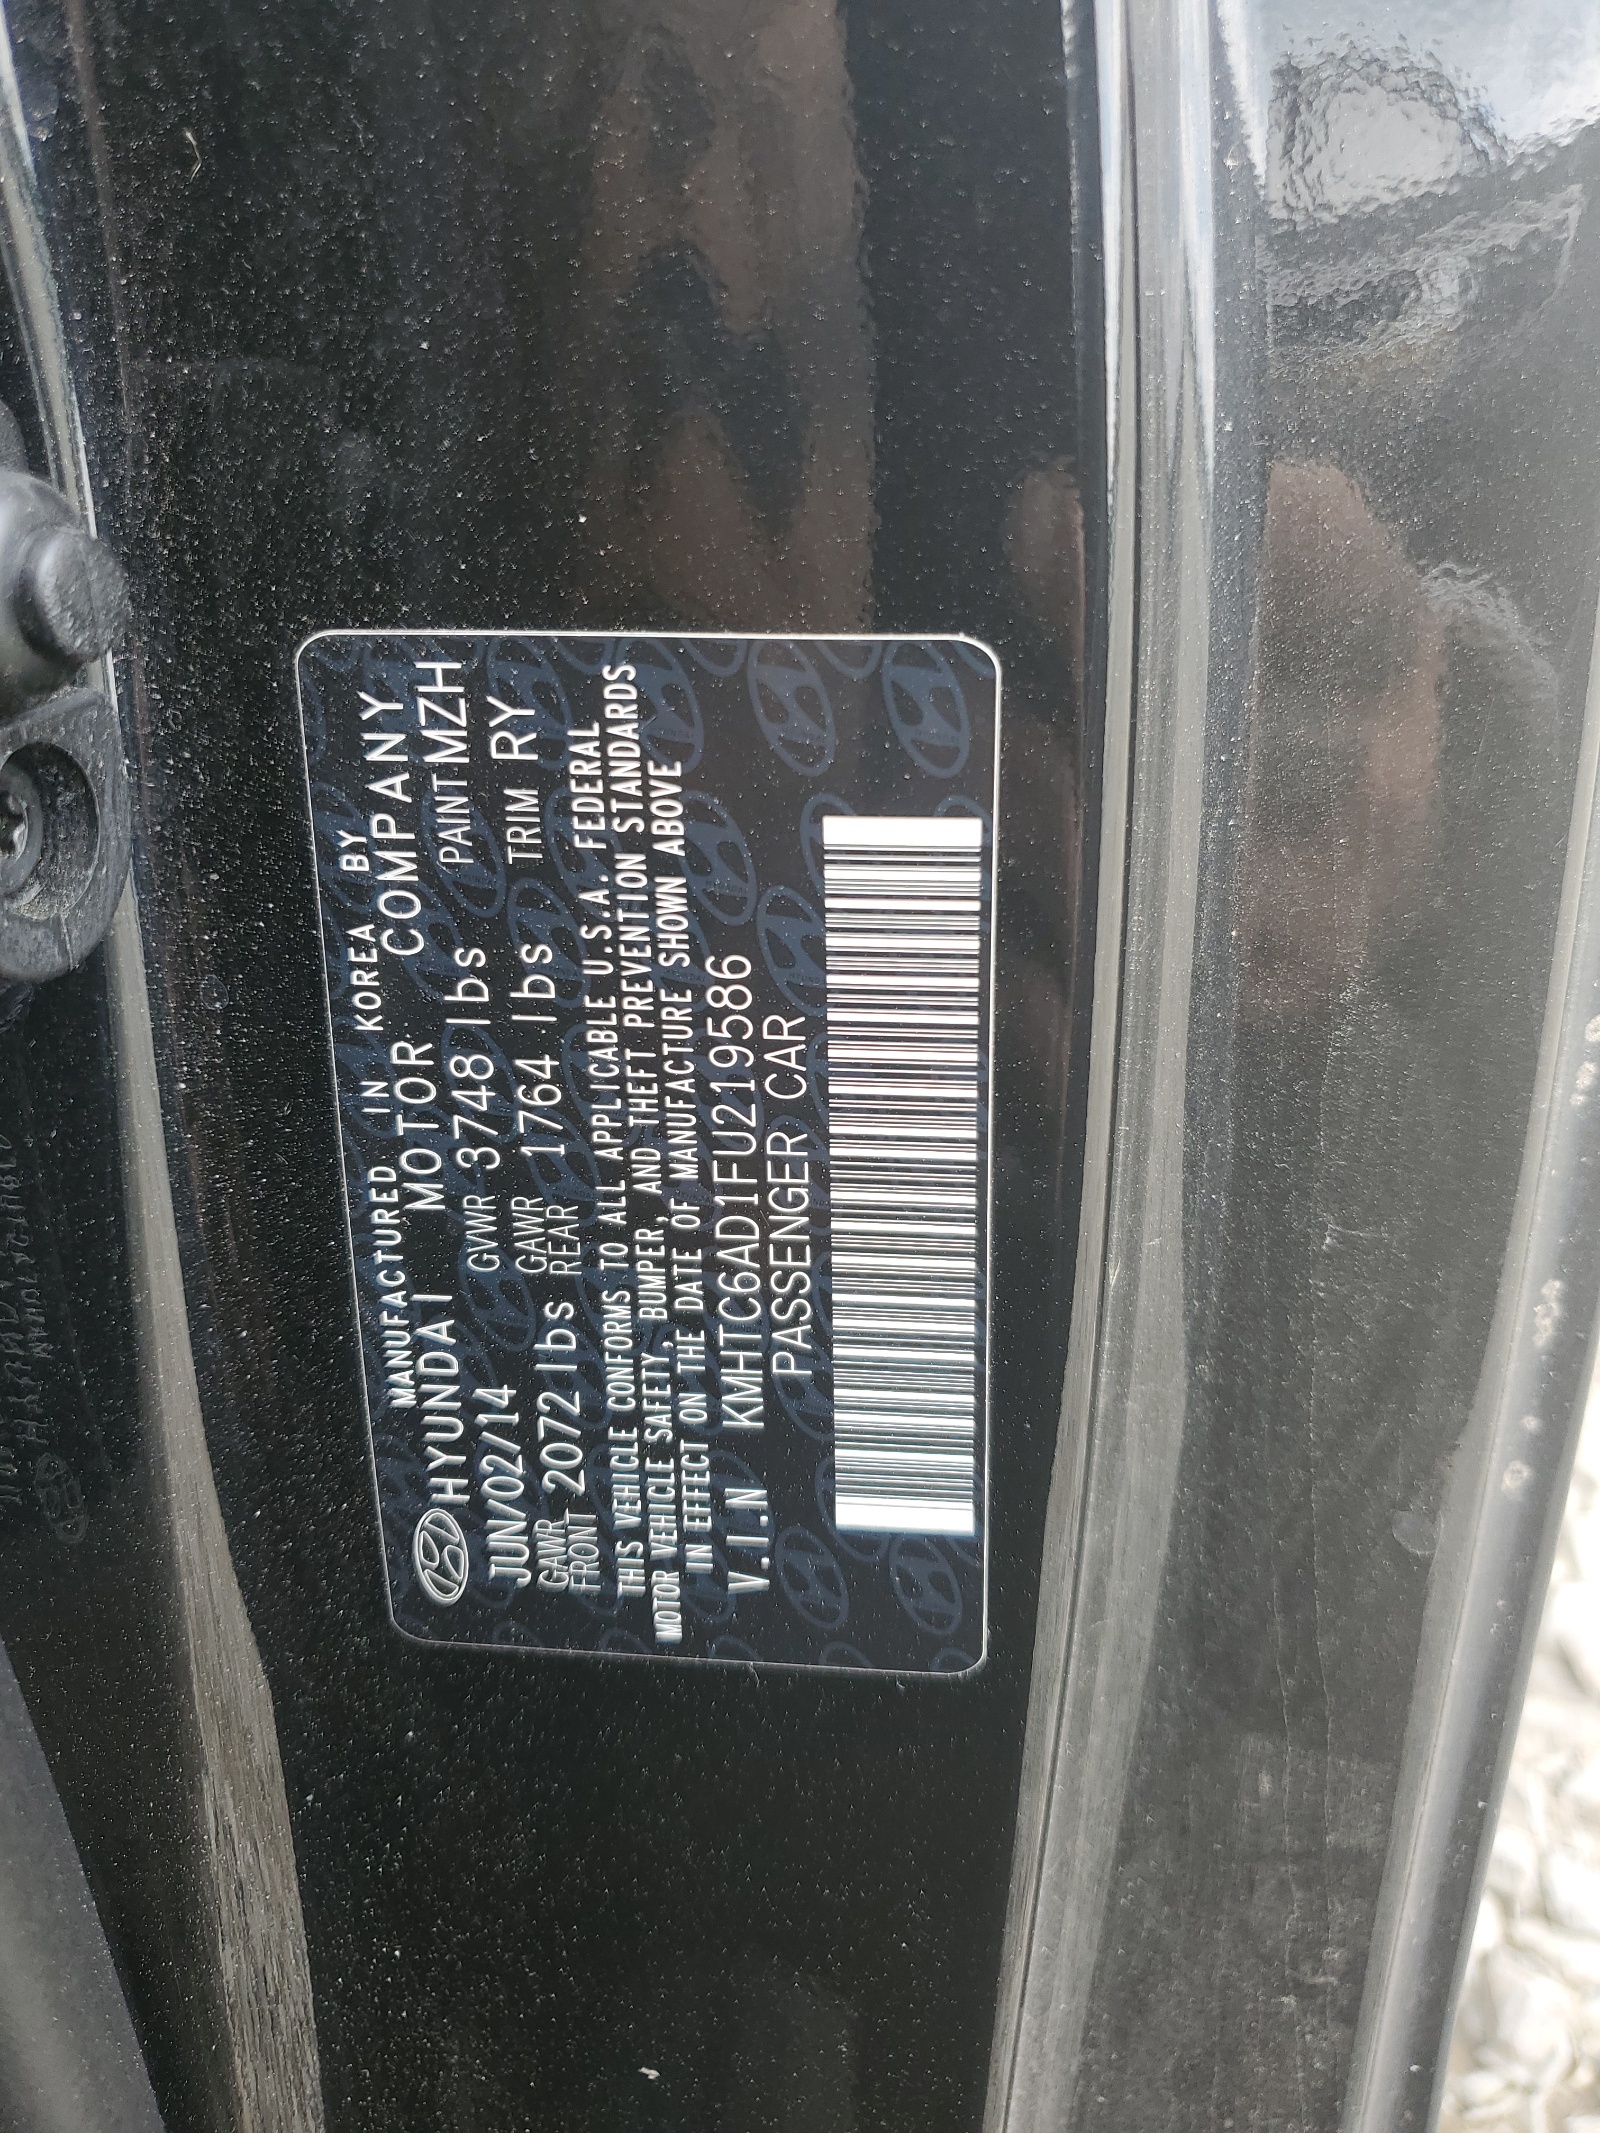 MANUFACTURED IN KOREA BY
HYUNDAI MOTOR COMPANY
JUN/02/14 GVWR 3748 lbs PAINT MZH
GAWR FRONT 2072 lbs GAWR REAR 1764 lbs TRIM RY
THIS VEHICLE CONFORMS TO ALL APPLICABLE U.S.A. FEDERAL
MOTOR VEHICLE SAFETY, BUMPER, AND THEFT PREVENTION STANDARDS
IN EFFECT ON THE DATE OF MANUFACTURE SHOWN ABOVE
V.I.N KMHTC6AD1FU219586
PASSENGER CAR